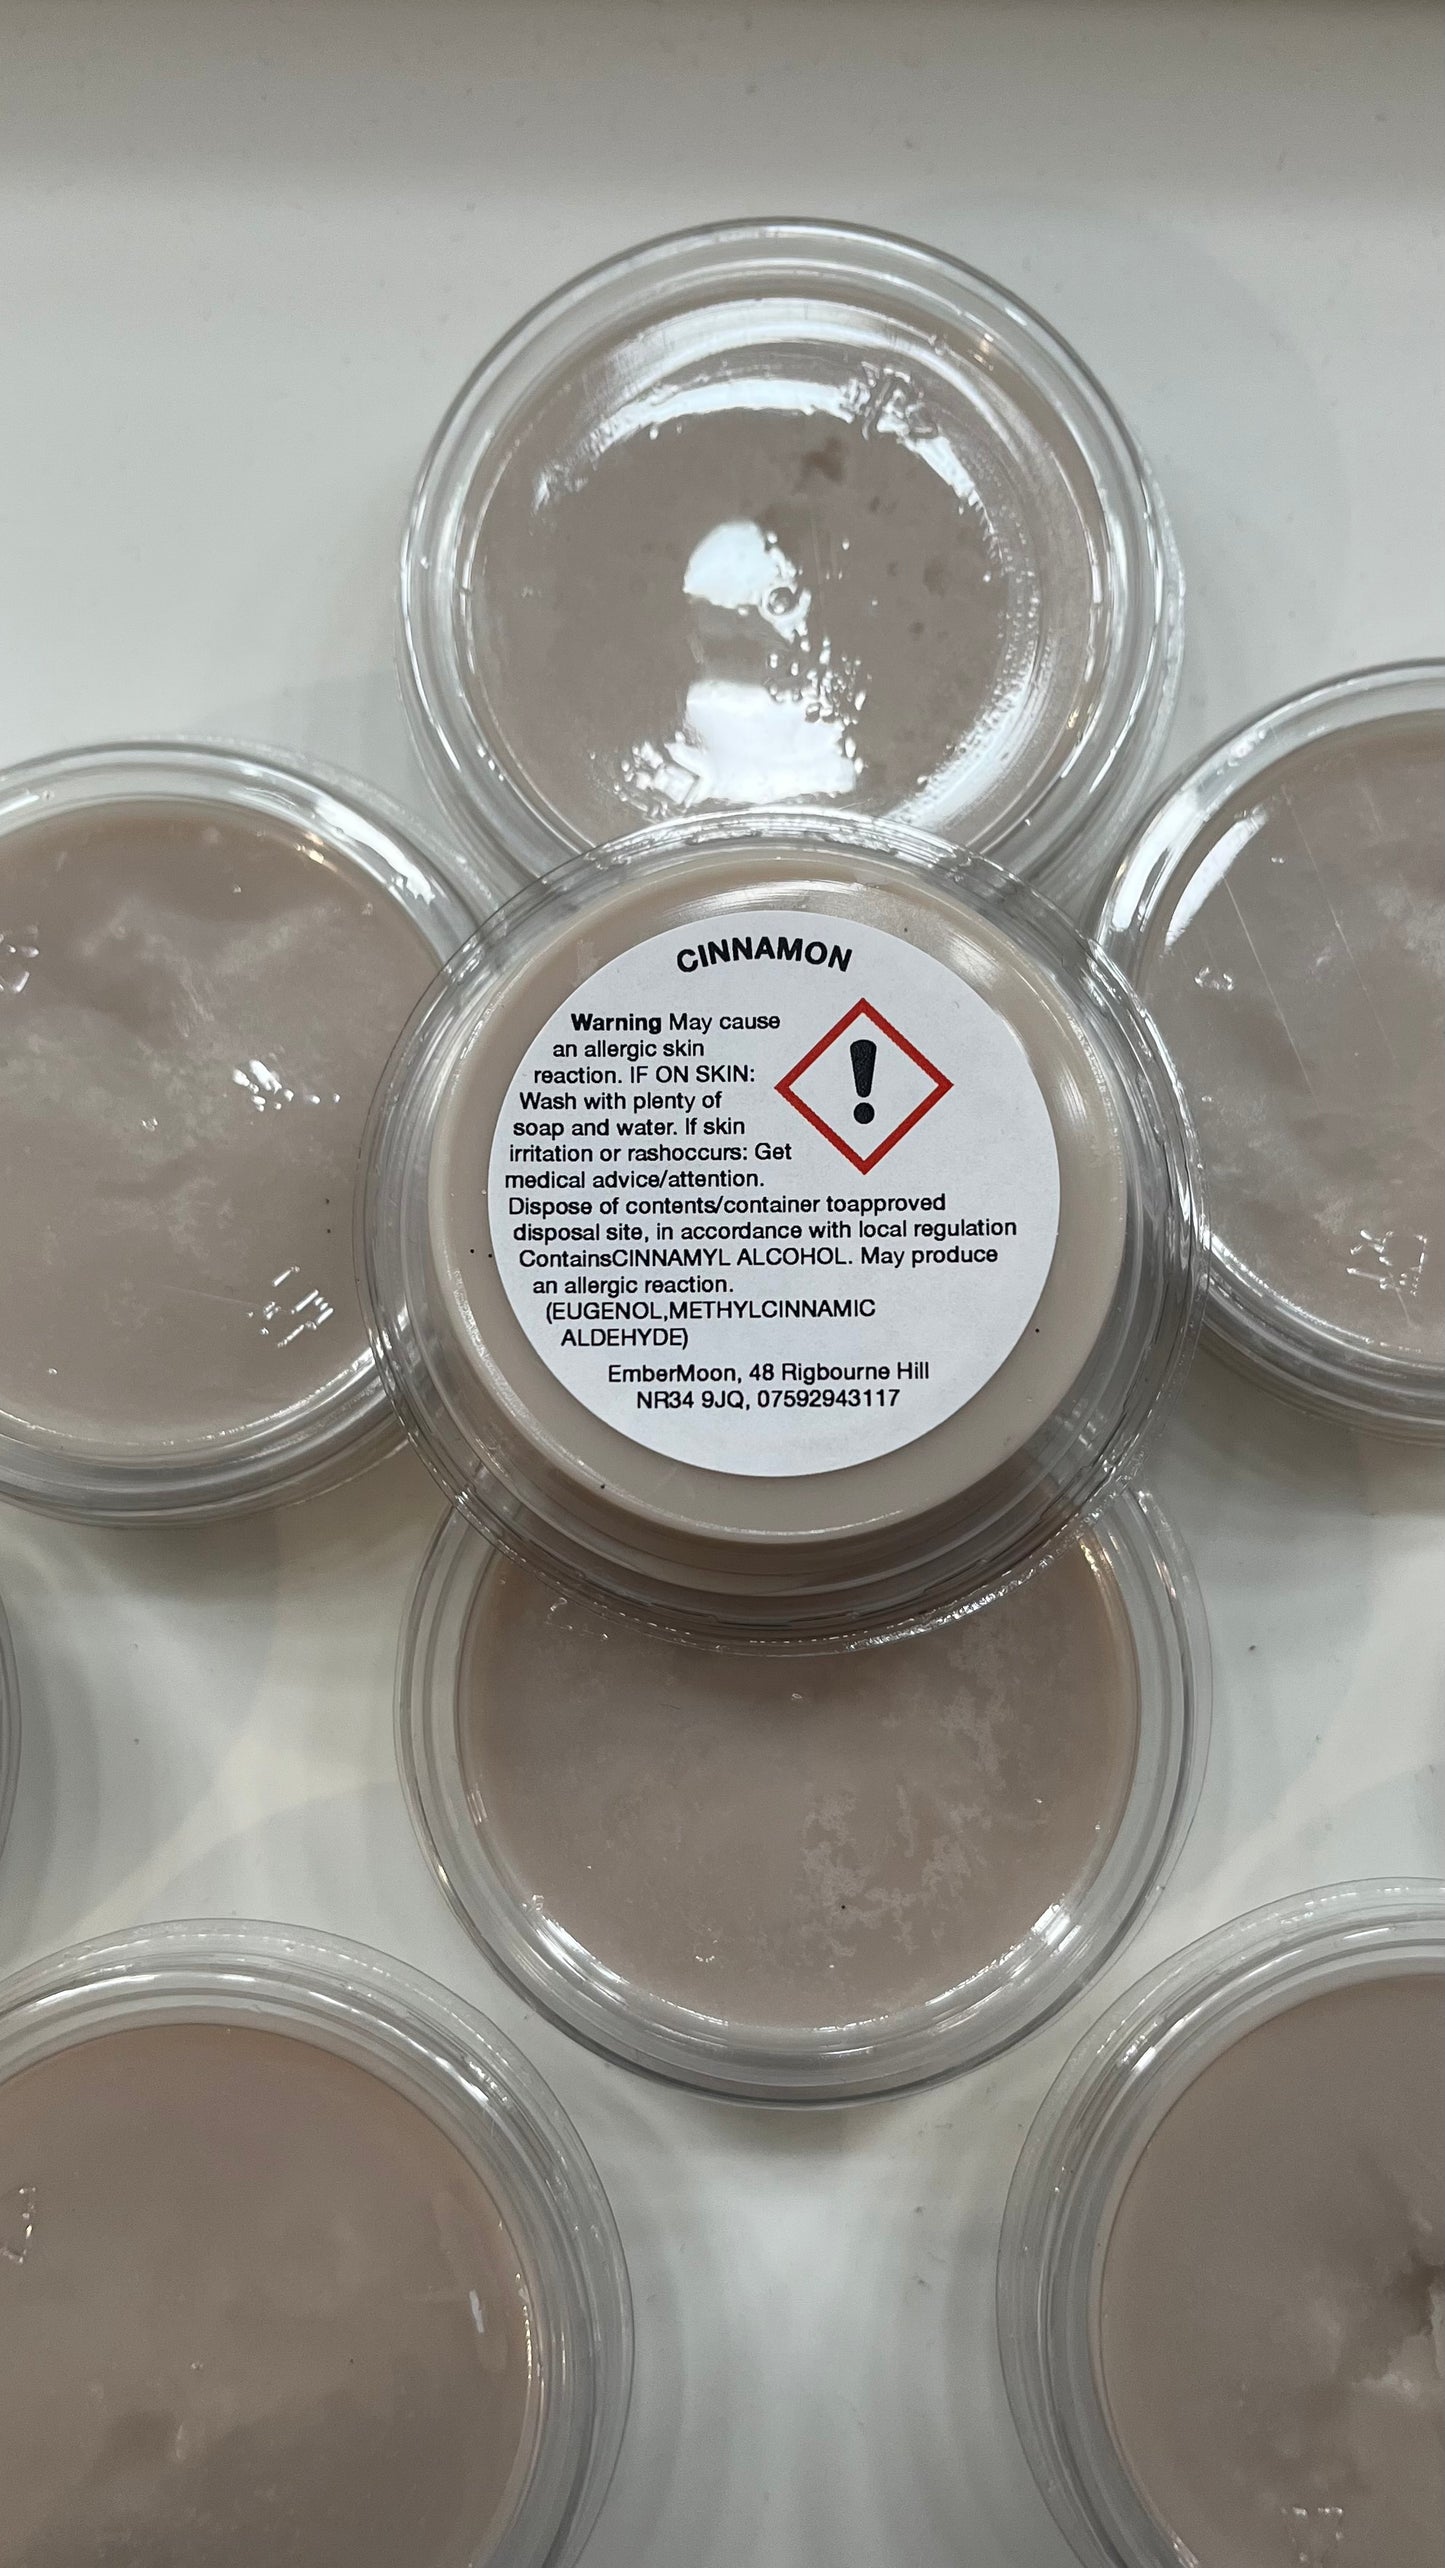 CINNAMON
Warning May cause
an allergic skin
reaction. IF ON SKIN:
Wash with plenty of
soap and water. If skin
irritation or rashoccurs: Get
medical advice/attention.
Dispose of contents/container toapproved
disposal site, in accordance with local regulation
ContainsCINNAMYL ALCOHOL. May produce
an allergic reaction.
(EUGENOL,METHYLCINNAMIC
ALDEHYDE)
EmberMoon, 48 Rigbourne Hill
NR34 9JQ, 07592943117